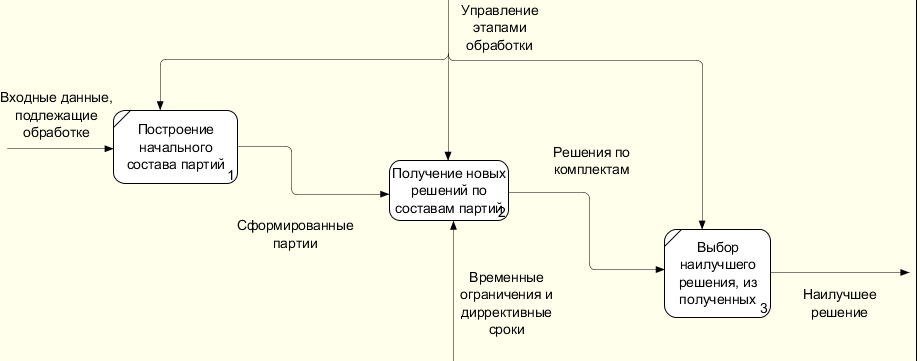 Управление
этапами
обработки
Входные данные,
подлежащие
обработке
Построение
начального
состава партий
1
Сформированные
партии
Получение новых
решений по
составам партий
2
Решения по
комплектам
Временные
ограничения и
диррективные
сроки
Выбор
наилучшего
решения, из
полученных
3
Наилучшее
решение